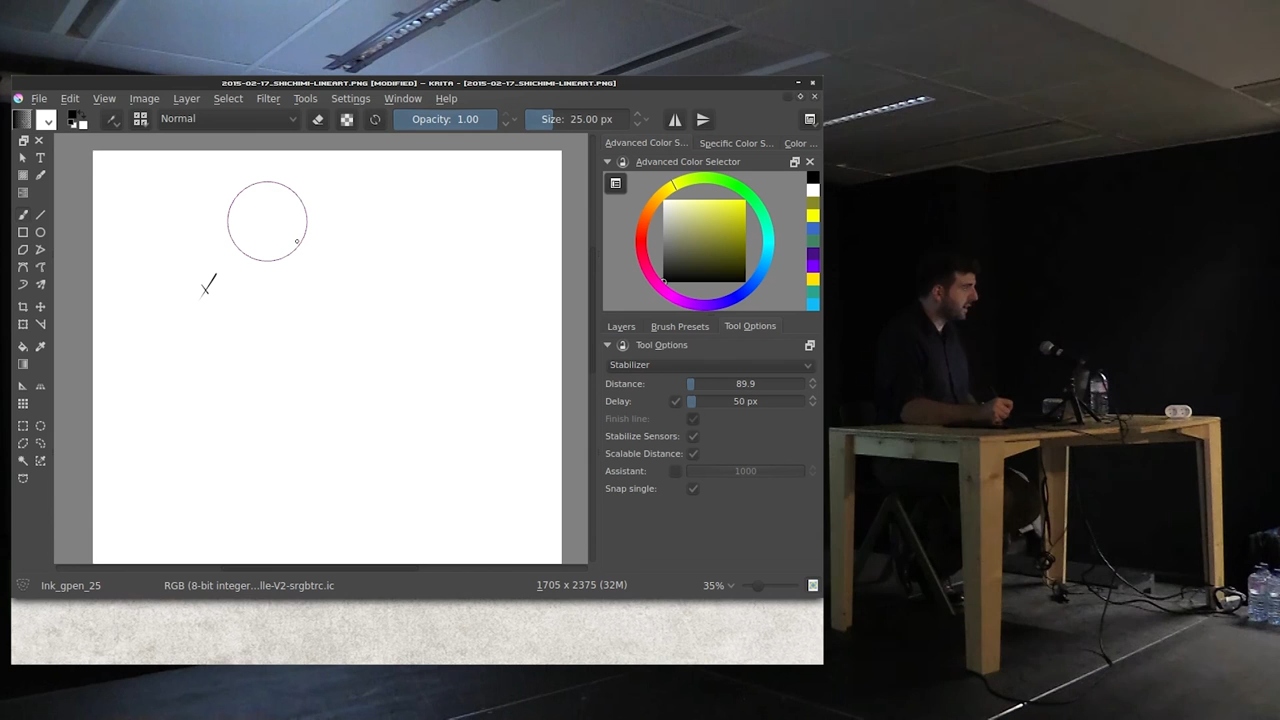 2015-02-17_SHICHIMI-LINEART.PNG [MODIFIED] – KRITA - [2015-02-17_SHICHIMI-LINEART.PNG]
File Edit View Image Layer Select Filter Tools Settings Window Help
Normal Opacity: 1.00 Size: 25.00 px
Advanced Color S... Specific Color S... Color ...
Advanced Color Selector
Layers Brush Presets Tool Options
Tool Options
Stabilizer
Distance: 89.9
Delay: 50 px
Finish line:
Stabilize Sensors:
Scalable Distance:
Assistant: 1000
Snap single:
Ink_gpen_25 RGB (8-bit integer...lle-V2-srgbtrc.ic 1705 x 2375 (32M) 35%